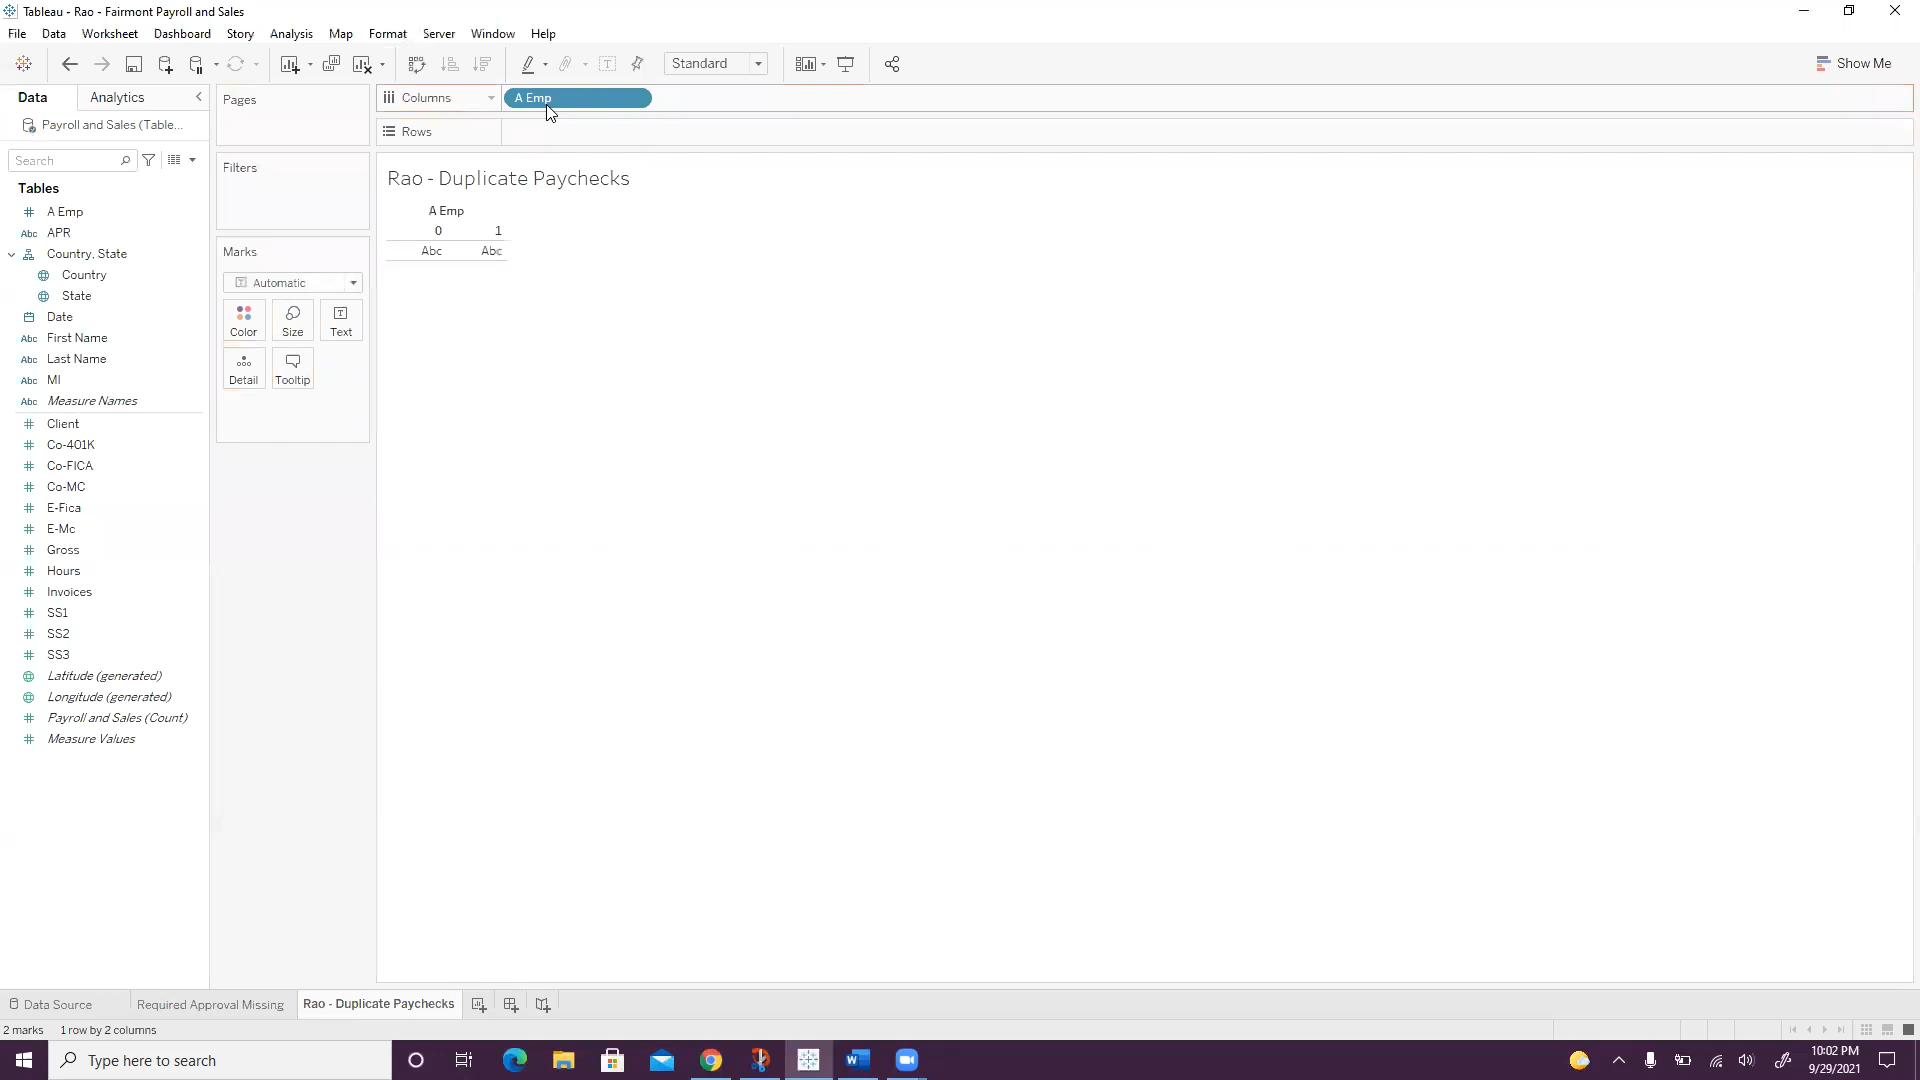 Tableau - Rao - Fairmont Payroll and Sales
File Data Worksheet Dashboard Story Analysis Map Format Server Window Help
Standard
Show Me
Data Analytics
Payroll and Sales (Table...
Search
Tables
A Emp
Abc APR
Country, State
Country
State
Date
Abc First Name
Abc Last Name
Abc MI
Abc Measure Names
Client
Co-401K
Co-FICA
Co-MC
E-Fica
E-Mc
Gross
Hours
Invoices
SS1
SS2
SS3
Latitude (generated)
Longitude (generated)
Payroll and Sales (Count)
Measure Values
Pages
Filters
Marks
Automatic
Color Size Text
Detail Tooltip
Columns A Emp
Rows
Rao - Duplicate Paychecks
A Emp
0 1
Abc Abc
Data Source Required Approval Missing Rao - Duplicate Paychecks
2 marks 1 row by 2 columns
Type here to search
10:02 PM
9/29/2021